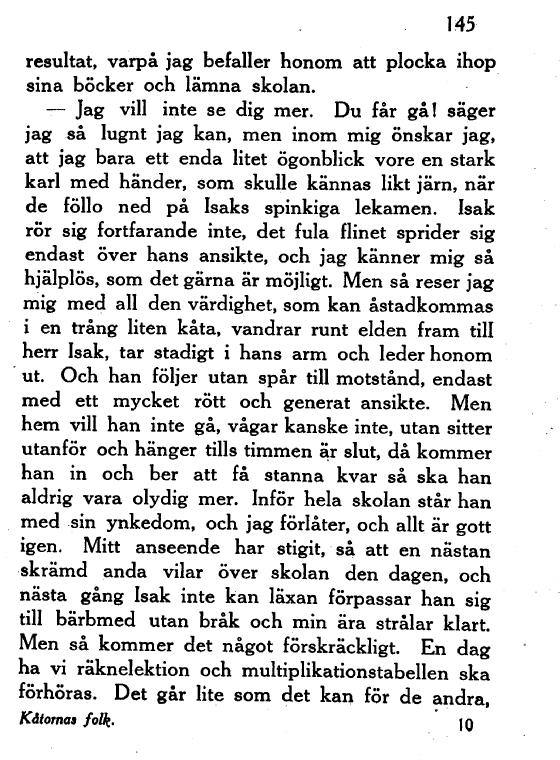 145
resultat, varpå jag befaller honom att plocka ihop
sina böcker och lämna skolan.
— Jag vill inte se dig mer. Du får gå! säger
jag så lugnt jag kan, men inom mig önskar jag,
att jag bara ett enda litet ögonblick vore en stark
karl med händer, som skulle kännas likt järn, när
de föllo ned på Isaks spinkiga lekamen. Isak
rör sig fortfarande inte, det fula flinet sprider sig
endast över hans ansikte, och jag känner mig så
hjälplös, som det gärna är möjligt. Men så reser jag
mig med all den värdighet, som kan åstadkommas
i en trång liten kåta, vandrar runt elden fram till
herr Isak, tar stadigt i hans arm och leder honom
ut. Och han följer utan spår till motstånd, endast
med ett mycket rött och generat ansikte. Men
hem vill han inte gå, vågar kanske inte, utan sitter
utanför och hänger tills timmen är slut, då kommer
han in och ber att få stanna kvar så ska han
aldrig vara olydig mer. Inför hela skolan står han
med sin ynkedom, och jag förlåter, och allt är gott
igen. Mitt anseende har stigit, så att en nästan
skrämd anda vilar över skolan den dagen, och
nästa gång Isak inte kan läxan förpassar han sig
till bärbmed utan bråk och min ära strålar klart.
Men så kommer det något förskräckligt. En dag
ha vi räknelektion och multiplikationstabellen ska
förhöras. Det går lite som det kan för de andra,
Kåtornas folk.
10